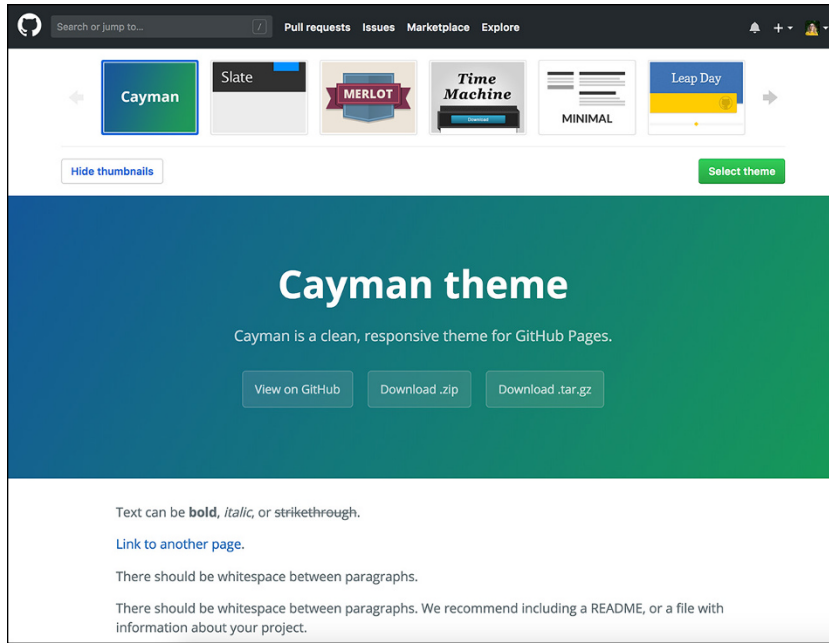 Search or jump to... / Pull requests Issues Marketplace Explore
Cayman
Slate
MERLOT
Time
Machine
Download
MINIMAL
Leap Day
Hide thumbnails
Select theme
Cayman theme
Cayman is a clean, responsive theme for GitHub Pages.
View on GitHub
Download .zip
Download .tar.gz
Text can be bold, italic, or strikethrough.
Link to another page.
There should be whitespace between paragraphs.
There should be whitespace between paragraphs. We recommend including a README, or a file with
information about your project.